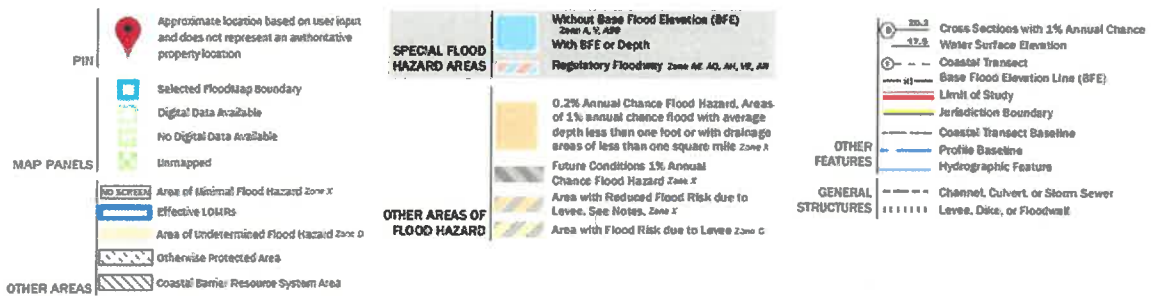 PIN
Approximate location based on user input
and does not represent an authoritative
property location
MAP PANELS
Selected FloodMap Boundary
Digital Data Available
No Digital Data Available
Unmapped
OTHER AREAS
NO SCREEN Area of Minimal Flood Hazard Zone X
Effective LOMRs
Area of Undetermined Flood Hazard Zone D
Otherwise Protected Area
Coastal Barrier Resource System Area
SPECIAL FLOOD
HAZARD AREAS
Without Base Flood Elevation (BFE)
Zone A, V, A99
With BFE or Depth
Regulatory Floodway Zone AE, AO, AH, VE, AR
OTHER AREAS OF
FLOOD HAZARD
0.2% Annual Chance Flood Hazard, Areas
of 1% annual chance flood with average
depth less than one foot or with drainage
areas of less than one square mile Zone X
Future Conditions 1% Annual
Chance Flood Hazard Zone X
Area with Reduced Flood Risk due to
Levee. See Notes. Zone X
Area with Flood Risk due to Levee Zone D
OTHER
FEATURES
B 20.2 Cross Sections with 1% Annual Chance
17.5 Water Surface Elevation
Coastal Transect
Base Flood Elevation Line (BFE)
Limit of Study
Jurisdiction Boundary
Coastal Transect Baseline
Profile Baseline
Hydrographic Feature
GENERAL
STRUCTURES
Channel, Culvert, or Storm Sewer
Levee, Dike, or Floodwall